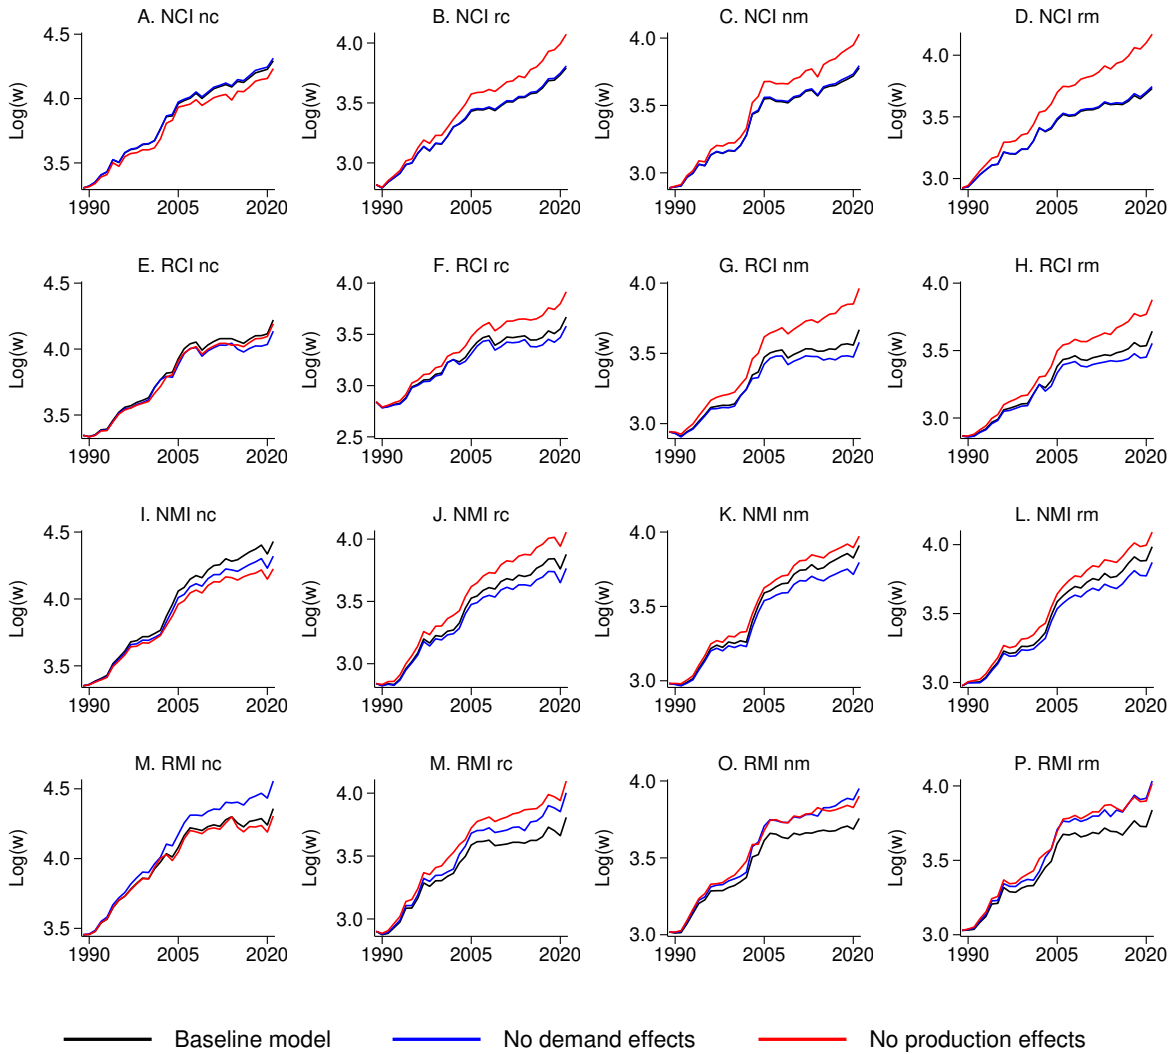 A. NCI nc
B. NCI rc
C. NCI nm
D. NCI rm
Log(w)
4.5
4.0
3.5
1990 2005 2020
Log(w)
4.0
3.5
3.0
1990 2005 2020
Log(w)
4.0
3.5
3.0
1990 2005 2020
Log(w)
4.0
3.5
3.0
1990 2005 2020
E. RCI nc
F. RCI rc
G. RCI nm
H. RCI rm
Log(w)
4.5
4.0
3.5
1990 2005 2020
Log(w)
4.0
3.5
3.0
2.5
1990 2005 2020
Log(w)
4.0
3.5
3.0
1990 2005 2020
Log(w)
4.0
3.5
3.0
1990 2005 2020
I. NMI nc
J. NMI rc
K. NMI nm
L. NMI rm
Log(w)
4.5
4.0
3.5
1990 2005 2020
Log(w)
4.0
3.5
3.0
1990 2005 2020
Log(w)
4.0
3.5
3.0
1990 2005 2020
Log(w)
4.0
3.5
3.0
1990 2005 2020
M. RMI nc
M. RMI rc
O. RMI nm
P. RMI rm
Log(w)
4.5
4.0
3.5
1990 2005 2020
Log(w)
4.0
3.5
3.0
1990 2005 2020
Log(w)
4.0
3.5
3.0
1990 2005 2020
Log(w)
4.0
3.5
3.0
1990 2005 2020
Baseline model No demand effects No production effects